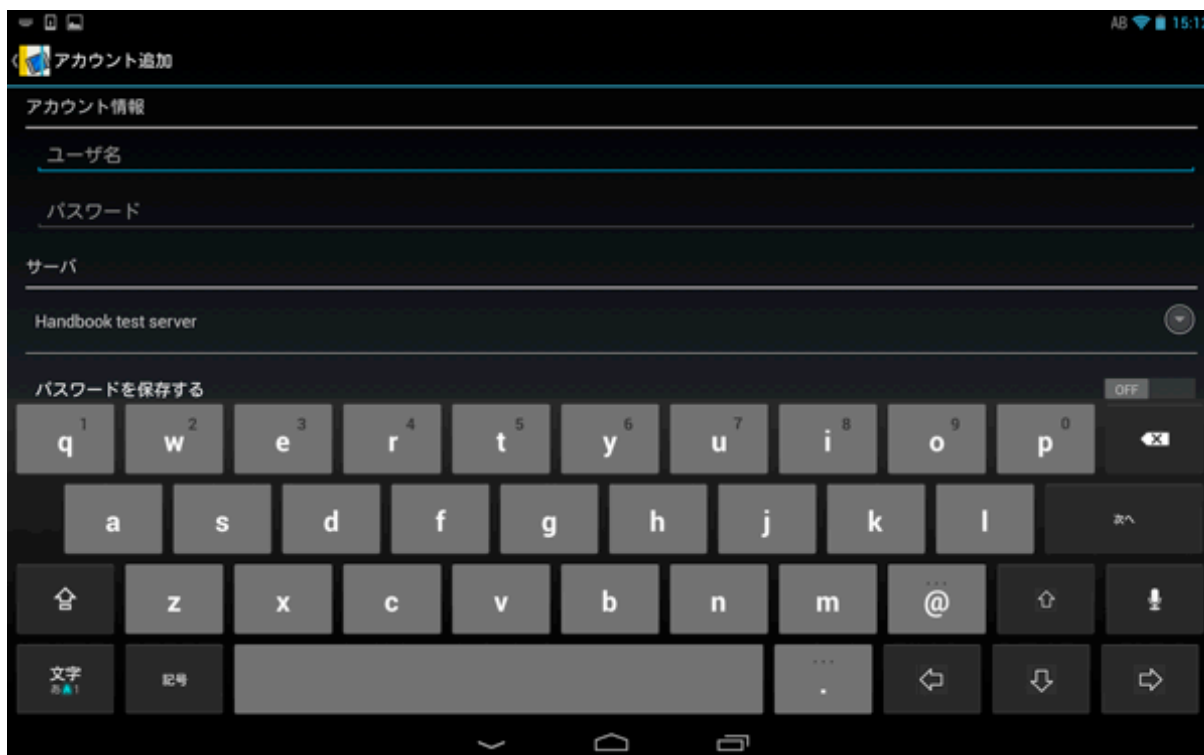 AB 15:12
アカウント追加
アカウント情報
ユーザ名
パスワード
サーバ
Handbook test server
パスワードを保存する OFF
q 1 w 2 e 3 r 4 t 5 y 6 u 7 i 8 o 9 p 0
a s d f g h j k l 次へ
z x c v b n m @
文字 記号 .
あA1